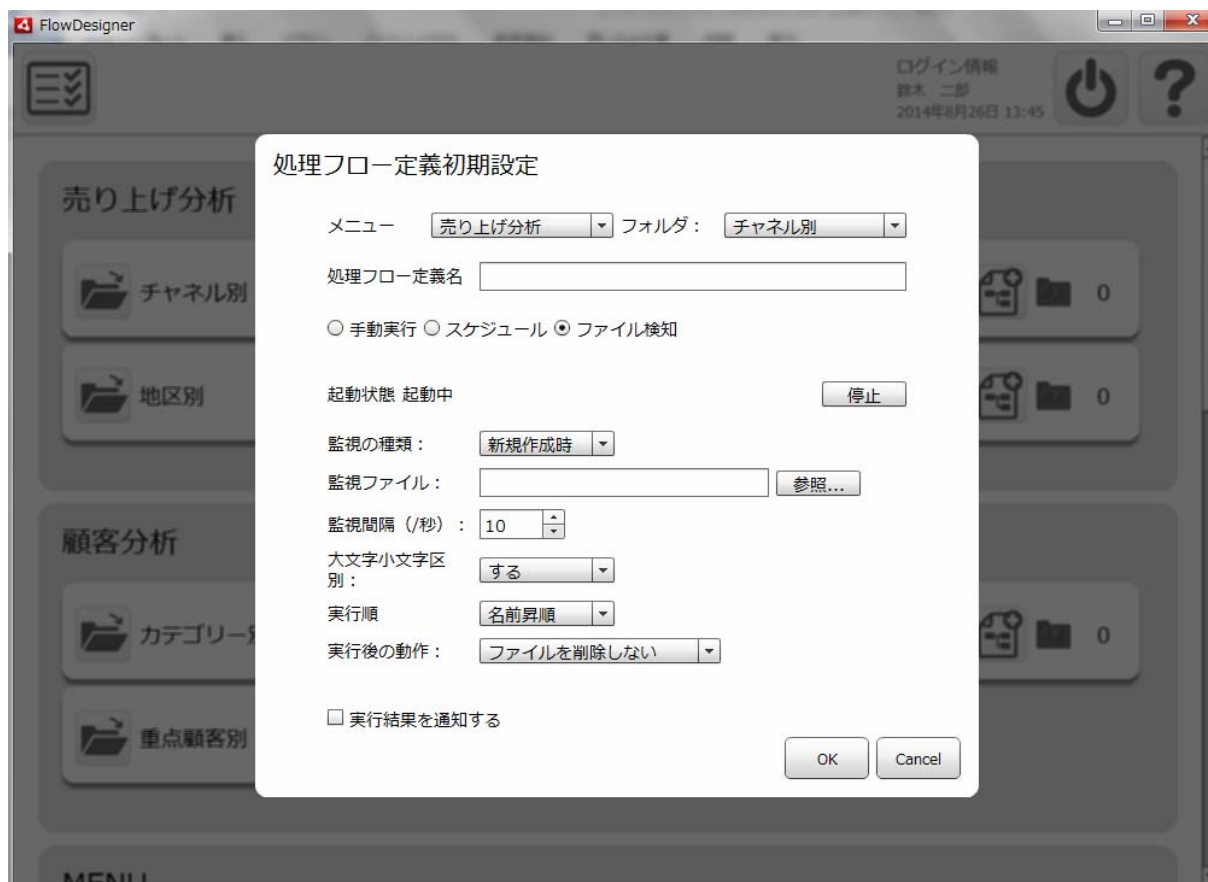 FlowDesigner
ログイン情報
鈴木 二郎
2014年8月26日 13:45
処理フロー定義初期設定
売り上げ分析
メニュー 売り上げ分析 フォルダ： チャネル別
処理フロー定義名
チャネル別 0
手動実行 スケジュール ファイル検知
地区別 0
起動状態 起動中 停止
監視の種類： 新規作成時
監視ファイル： 参照...
監視間隔（/秒）： 10
顧客分析
大文字小文字区
別： する
実行順 名前昇順
カテゴリー 0
実行後の動作： ファイルを削除しない
実行結果を通知する
重点顧客別
OK Cancel
MENU